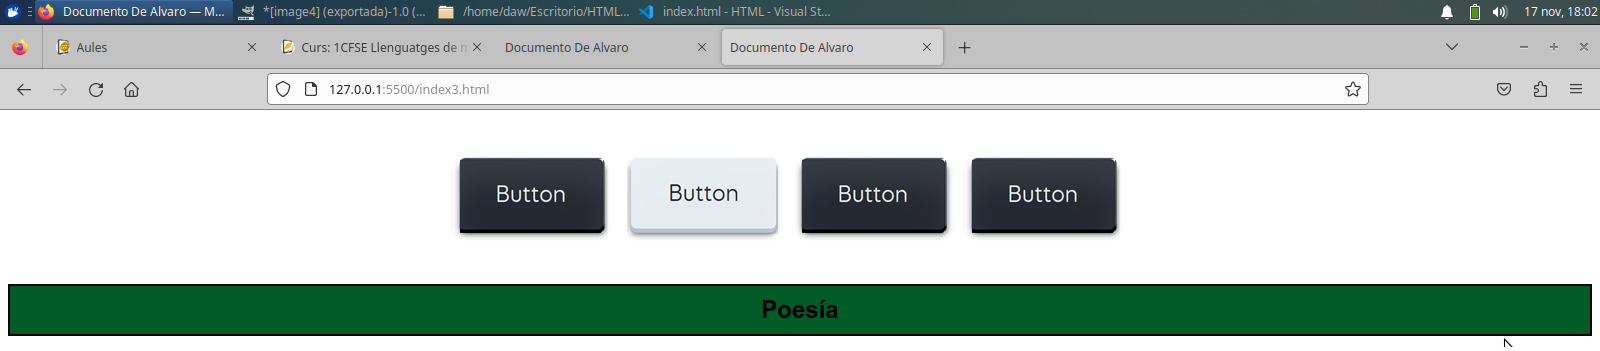 Documento De Alvaro — M...
*[image4] (exportada)-1.0 (...
/home/daw/Escritorio/HTML...
index.html - HTML - Visual St...
17 nov, 18:02
Aules
Curs: 1CFSE Llenguatges de
Documento De Alvaro
Documento De Alvaro
127.0.0.1:5500/index3.html
Button
Button
Button
Button
Poesía